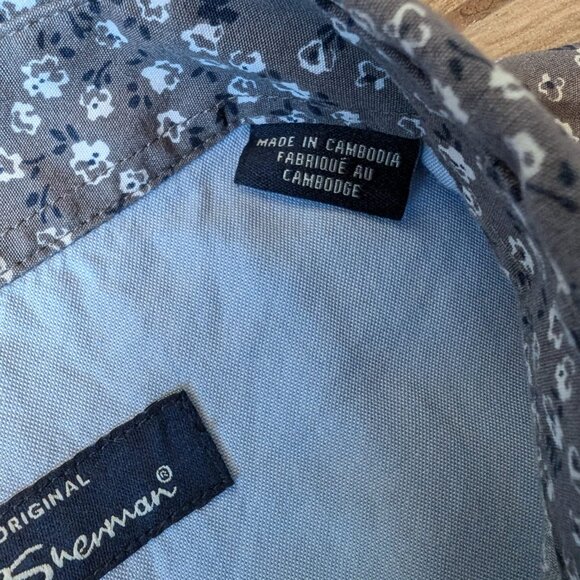 MADE IN CAMBODIA
FABRIQUÉ AU
CAMBODGE
ORIGINAL
Sherman®